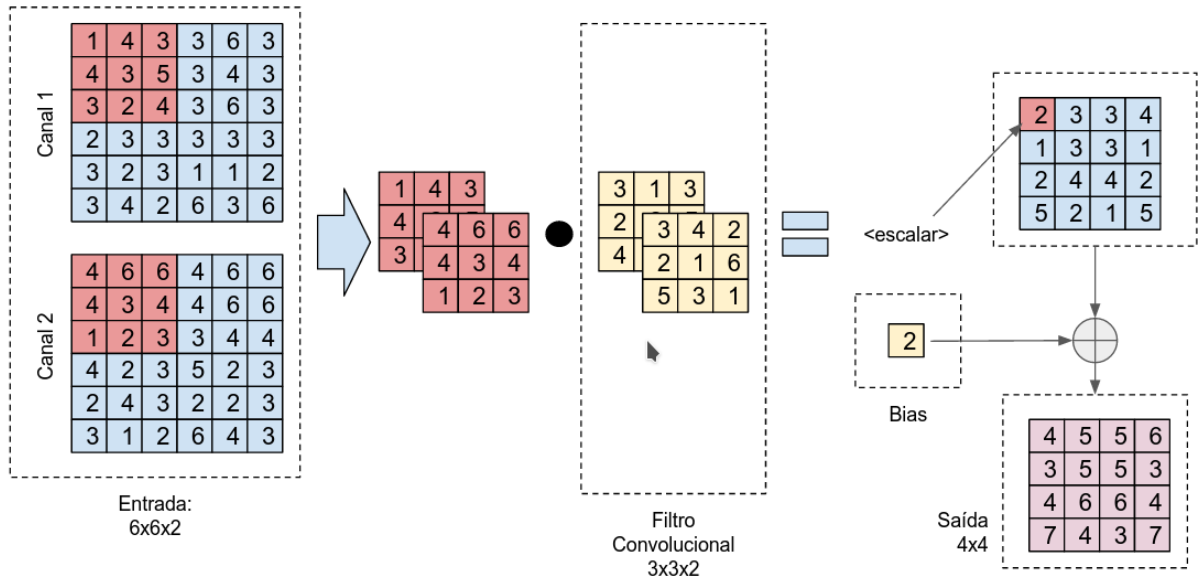 Canal 1
1 4 3 3 6 3
4 3 5 3 4 3
3 2 4 3 6 3
2 3 3 3 3 3
3 2 3 1 1 2
3 4 2 6 3 6
Canal 2
4 6 6 4 6 6
4 3 4 4 6 6
1 2 3 3 4 4
4 2 3 5 2 3
2 4 3 2 2 3
3 1 2 6 4 3
Entrada:
6x6x2
1 4 3
4
3
4 6 6
4 3 4
1 2 3
3 1 3
2
4
3 4 2
2 1 6
5 3 1
Filtro
Convolucional
3x3x2
<escalar>
2 3 3 4
1 3 3 1
2 4 4 2
5 2 1 5
2
Bias
4 5 5 6
3 5 5 3
4 6 6 4
7 4 3 7
Saída
4x4